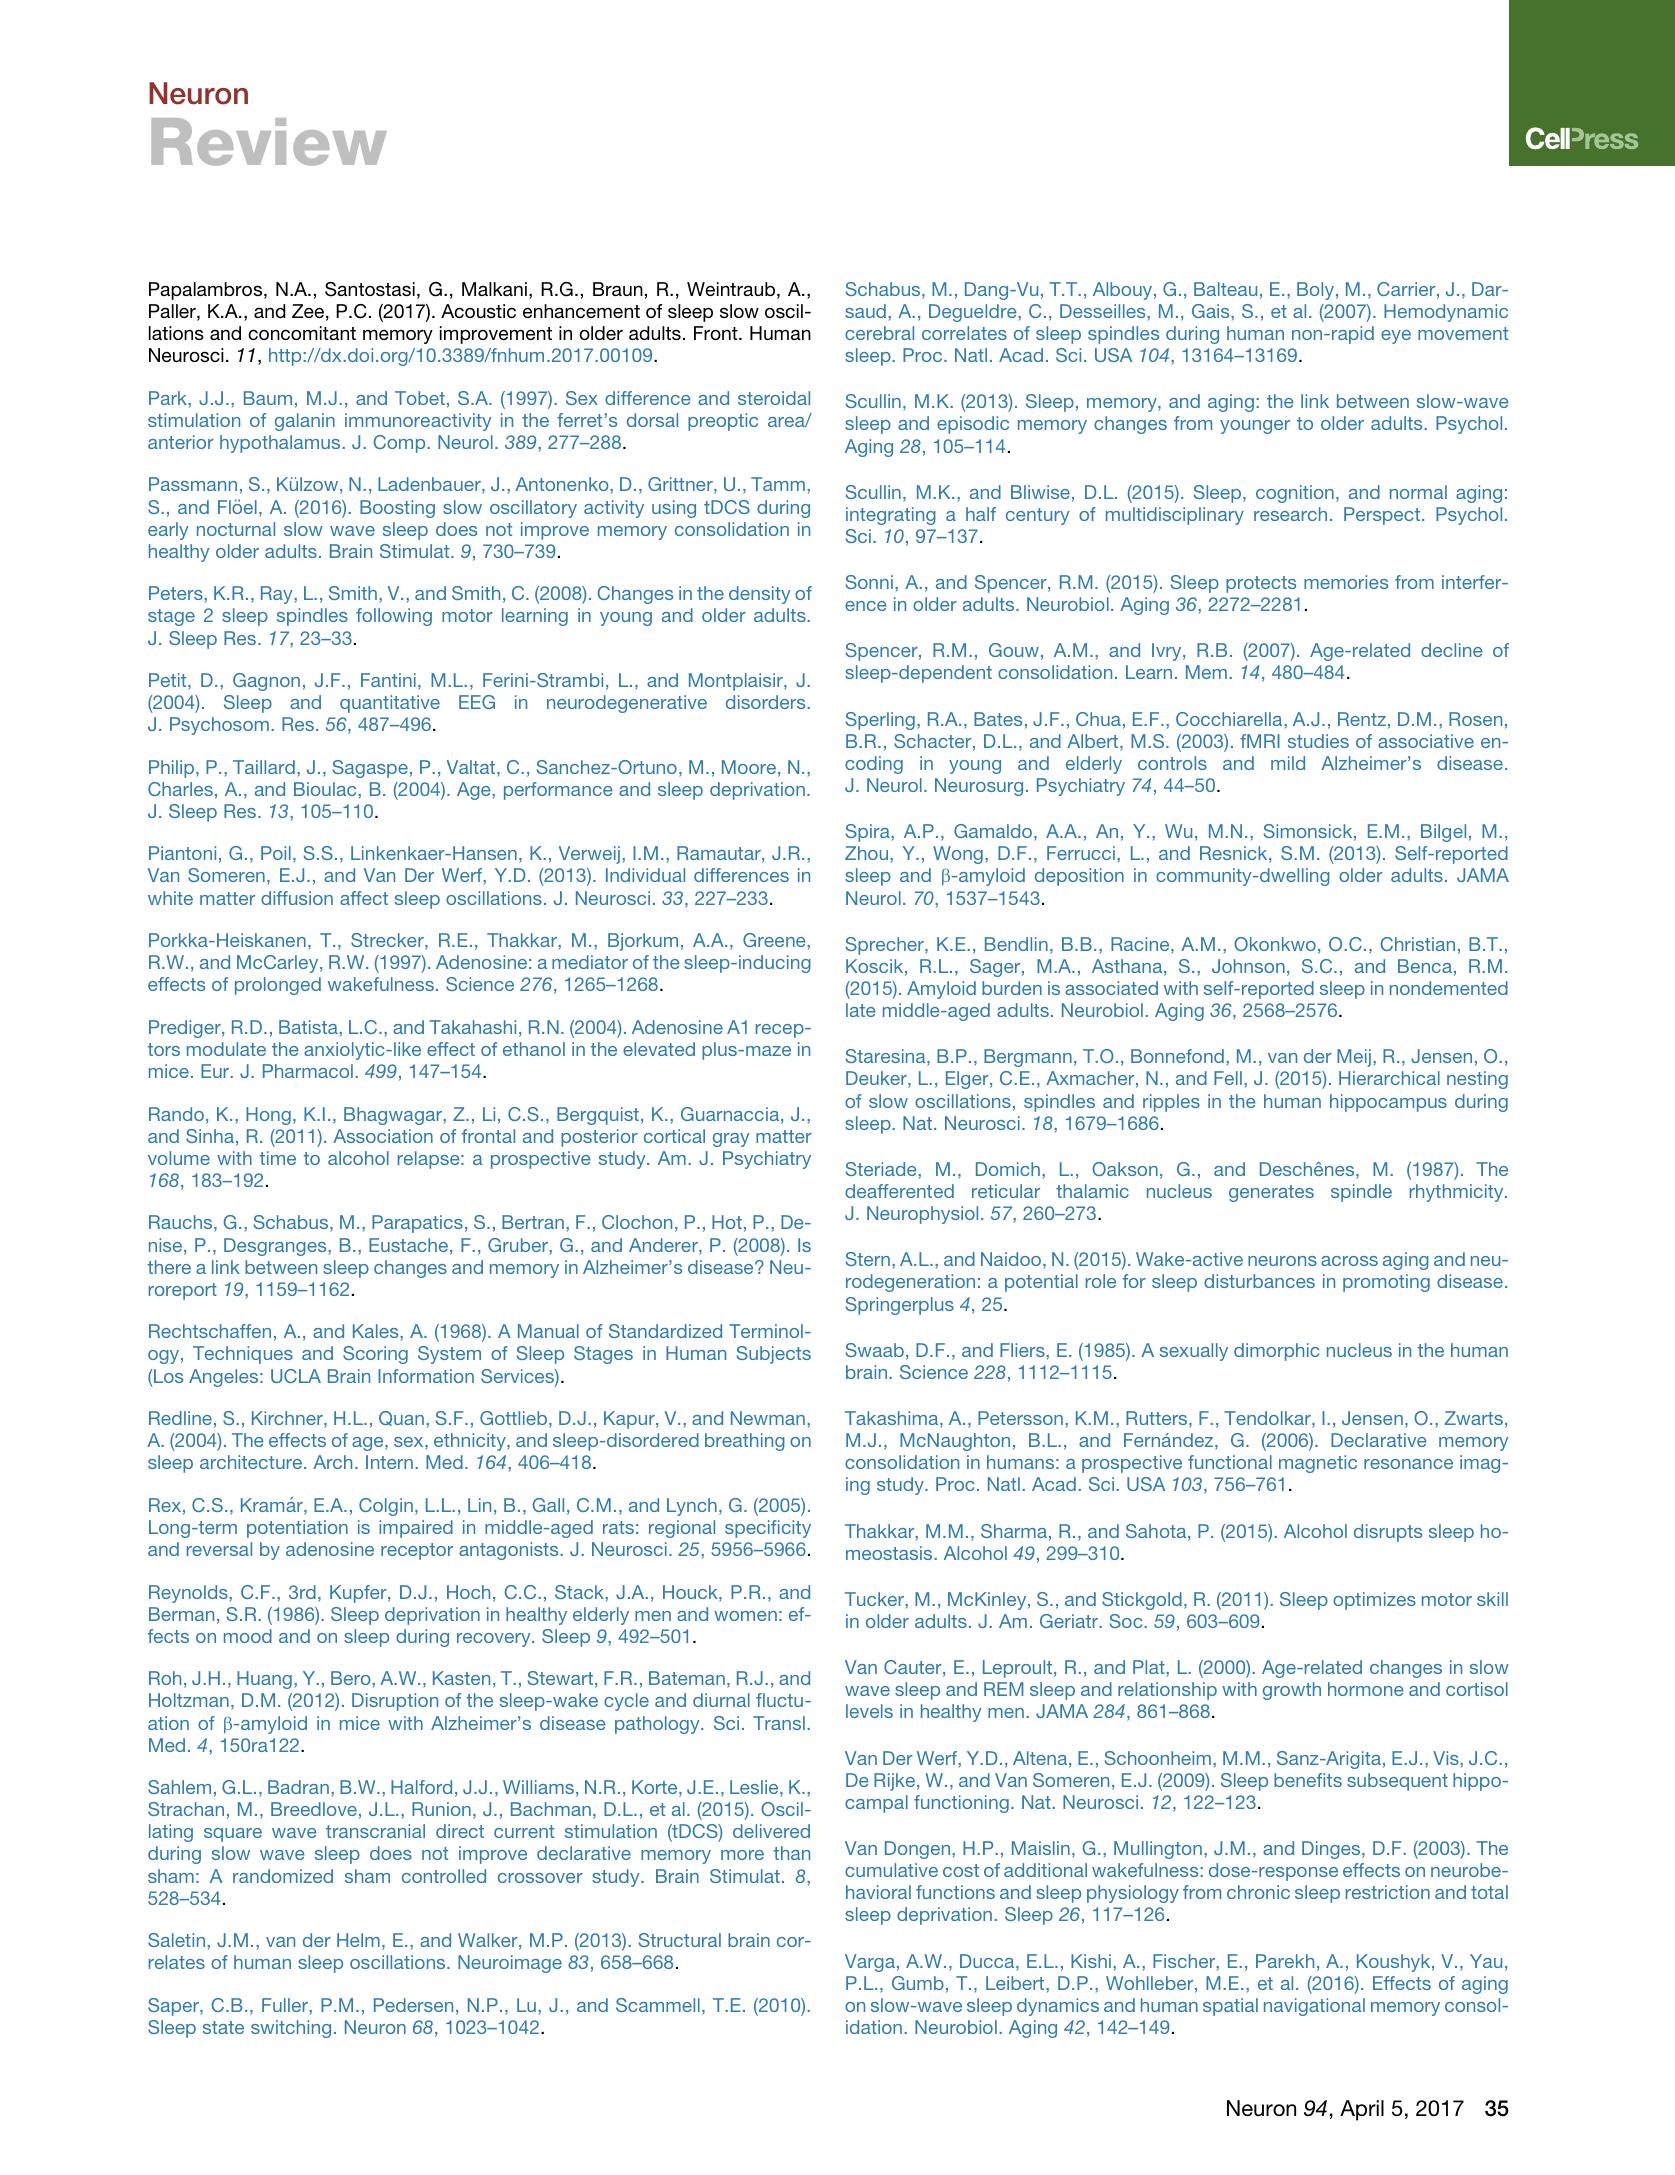 Neuron
Review
CellPress
Papalambros, N.A., Santostasi, G., Malkani, R.G., Braun, R., Weintraub, A.,
Paller, K.A., and Zee, P.C. (2017). Acoustic enhancement of sleep slow oscil-
lations and concomitant memory improvement in older adults. Front. Human
Neurosci. 11, http://dx.doi.org/10.3389/fnhum.2017.00109.
Park, J.J., Baum, M.J., and Tobet, S.A. (1997). Sex difference and steroidal
stimulation of galanin immunoreactivity in the ferret's dorsal preoptic area/
anterior hypothalamus. J. Comp. Neurol. 389, 277–288.
Passmann, S., Külzow, N., Ladenbauer, J., Antonenko, D., Grittner, U., Tamm,
S., and Flöel, A. (2016). Boosting slow oscillatory activity using tDCS during
early nocturnal slow wave sleep does not improve memory consolidation in
healthy older adults. Brain Stimulat. 9, 730–739.
Peters, K.R., Ray, L., Smith, V., and Smith, C. (2008). Changes in the density of
stage 2 sleep spindles following motor learning in young and older adults.
J. Sleep Res. 17, 23–33.
Petit, D., Gagnon, J.F., Fantini, M.L., Ferini-Strambi, L., and Montplaisir, J.
(2004). Sleep and quantitative EEG in neurodegenerative disorders.
J. Psychosom. Res. 56, 487–496.
Philip, P., Taillard, J., Sagaspe, P., Valtat, C., Sanchez-Ortuno, M., Moore, N.,
Charles, A., and Bioulac, B. (2004). Age, performance and sleep deprivation.
J. Sleep Res. 13, 105–110.
Piantoni, G., Poil, S.S., Linkenkaer-Hansen, K., Verweij, I.M., Ramautar, J.R.,
Van Someren, E.J., and Van Der Werf, Y.D. (2013). Individual differences in
white matter diffusion affect sleep oscillations. J. Neurosci. 33, 227–233.
Porkka-Heiskanen, T., Strecker, R.E., Thakkar, M., Bjorkum, A.A., Greene,
R.W., and McCarley, R.W. (1997). Adenosine: a mediator of the sleep-inducing
effects of prolonged wakefulness. Science 276, 1265–1268.
Prediger, R.D., Batista, L.C., and Takahashi, R.N. (2004). Adenosine A1 recep-
tors modulate the anxiolytic-like effect of ethanol in the elevated plus-maze in
mice. Eur. J. Pharmacol. 499, 147–154.
Rando, K., Hong, K.I., Bhagwagar, Z., Li, C.S., Bergquist, K., Guarnaccia, J.,
and Sinha, R. (2011). Association of frontal and posterior cortical gray matter
volume with time to alcohol relapse: a prospective study. Am. J. Psychiatry
168, 183–192.
Rauchs, G., Schabus, M., Parapatics, S., Bertran, F., Clochon, P., Hot, P., De-
nise, P., Desgranges, B., Eustache, F., Gruber, G., and Anderer, P. (2008). Is
there a link between sleep changes and memory in Alzheimer's disease? Neu-
roreport 19, 1159–1162.
Rechtschaffen, A., and Kales, A. (1968). A Manual of Standardized Terminol-
ogy, Techniques and Scoring System of Sleep Stages in Human Subjects
(Los Angeles: UCLA Brain Information Services).
Redline, S., Kirchner, H.L., Quan, S.F., Gottlieb, D.J., Kapur, V., and Newman,
A. (2004). The effects of age, sex, ethnicity, and sleep-disordered breathing on
sleep architecture. Arch. Intern. Med. 164, 406–418.
Rex, C.S., Kramár, E.A., Colgin, L.L., Lin, B., Gall, C.M., and Lynch, G. (2005).
Long-term potentiation is impaired in middle-aged rats: regional specificity
and reversal by adenosine receptor antagonists. J. Neurosci. 25, 5956–5966.
Reynolds, C.F., 3rd, Kupfer, D.J., Hoch, C.C., Stack, J.A., Houck, P.R., and
Berman, S.R. (1986). Sleep deprivation in healthy elderly men and women: ef-
fects on mood and on sleep during recovery. Sleep 9, 492–501.
Roh, J.H., Huang, Y., Bero, A.W., Kasten, T., Stewart, F.R., Bateman, R.J., and
Holtzman, D.M. (2012). Disruption of the sleep-wake cycle and diurnal fluctu-
ation of β-amyloid in mice with Alzheimer's disease pathology. Sci. Transl.
Med. 4, 150ra122.
Sahlem, G.L., Badran, B.W., Halford, J.J., Williams, N.R., Korte, J.E., Leslie, K.,
Strachan, M., Breedlove, J.L., Runion, J., Bachman, D.L., et al. (2015). Oscil-
lating square wave transcranial direct current stimulation (tDCS) delivered
during slow wave sleep does not improve declarative memory more than
sham: A randomized sham controlled crossover study. Brain Stimulat. 8,
528–534.
Saletin, J.M., van der Helm, E., and Walker, M.P. (2013). Structural brain cor-
relates of human sleep oscillations. Neuroimage 83, 658–668.
Saper, C.B., Fuller, P.M., Pedersen, N.P., Lu, J., and Scammell, T.E. (2010).
Sleep state switching. Neuron 68, 1023–1042.
Schabus, M., Dang-Vu, T.T., Albouy, G., Balteau, E., Boly, M., Carrier, J., Dar-
saud, A., Degueldre, C., Desseilles, M., Gais, S., et al. (2007). Hemodynamic
cerebral correlates of sleep spindles during human non-rapid eye movement
sleep. Proc. Natl. Acad. Sci. USA 104, 13164–13169.
Scullin, M.K. (2013). Sleep, memory, and aging: the link between slow-wave
sleep and episodic memory changes from younger to older adults. Psychol.
Aging 28, 105–114.
Scullin, M.K., and Bliwise, D.L. (2015). Sleep, cognition, and normal aging:
integrating a half century of multidisciplinary research. Perspect. Psychol.
Sci. 10, 97–137.
Sonni, A., and Spencer, R.M. (2015). Sleep protects memories from interfer-
ence in older adults. Neurobiol. Aging 36, 2272–2281.
Spencer, R.M., Gouw, A.M., and Ivry, R.B. (2007). Age-related decline of
sleep-dependent consolidation. Learn. Mem. 14, 480–484.
Sperling, R.A., Bates, J.F., Chua, E.F., Cocchiarella, A.J., Rentz, D.M., Rosen,
B.R., Schacter, D.L., and Albert, M.S. (2003). fMRI studies of associative en-
coding in young and elderly controls and mild Alzheimer's disease.
J. Neurol. Neurosurg. Psychiatry 74, 44–50.
Spira, A.P., Gamaldo, A.A., An, Y., Wu, M.N., Simonsick, E.M., Bilgel, M.,
Zhou, Y., Wong, D.F., Ferrucci, L., and Resnick, S.M. (2013). Self-reported
sleep and β-amyloid deposition in community-dwelling older adults. JAMA
Neurol. 70, 1537–1543.
Sprecher, K.E., Bendlin, B.B., Racine, A.M., Okonkwo, O.C., Christian, B.T.,
Koscik, R.L., Sager, M.A., Asthana, S., Johnson, S.C., and Benca, R.M.
(2015). Amyloid burden is associated with self-reported sleep in nondemented
late middle-aged adults. Neurobiol. Aging 36, 2568–2576.
Staresina, B.P., Bergmann, T.O., Bonnefond, M., van der Meij, R., Jensen, O.,
Deuker, L., Elger, C.E., Axmacher, N., and Fell, J. (2015). Hierarchical nesting
of slow oscillations, spindles and ripples in the human hippocampus during
sleep. Nat. Neurosci. 18, 1679–1686.
Steriade, M., Domich, L., Oakson, G., and Deschênes, M. (1987). The
deafferented reticular thalamic nucleus generates spindle rhythmicity.
J. Neurophysiol. 57, 260–273.
Stern, A.L., and Naidoo, N. (2015). Wake-active neurons across aging and neu-
rodegeneration: a potential role for sleep disturbances in promoting disease.
Springerplus 4, 25.
Swaab, D.F., and Fliers, E. (1985). A sexually dimorphic nucleus in the human
brain. Science 228, 1112–1115.
Takashima, A., Petersson, K.M., Rutters, F., Tendolkar, I., Jensen, O., Zwarts,
M.J., McNaughton, B.L., and Fernández, G. (2006). Declarative memory
consolidation in humans: a prospective functional magnetic resonance imag-
ing study. Proc. Natl. Acad. Sci. USA 103, 756–761.
Thakkar, M.M., Sharma, R., and Sahota, P. (2015). Alcohol disrupts sleep ho-
meostasis. Alcohol 49, 299–310.
Tucker, M., McKinley, S., and Stickgold, R. (2011). Sleep optimizes motor skill
in older adults. J. Am. Geriatr. Soc. 59, 603–609.
Van Cauter, E., Leproult, R., and Plat, L. (2000). Age-related changes in slow
wave sleep and REM sleep and relationship with growth hormone and cortisol
levels in healthy men. JAMA 284, 861–868.
Van Der Werf, Y.D., Altena, E., Schoonheim, M.M., Sanz-Arigita, E.J., Vis, J.C.,
De Rijke, W., and Van Someren, E.J. (2009). Sleep benefits subsequent hippo-
campal functioning. Nat. Neurosci. 12, 122–123.
Van Dongen, H.P., Maislin, G., Mullington, J.M., and Dinges, D.F. (2003). The
cumulative cost of additional wakefulness: dose-response effects on neurobe-
havioral functions and sleep physiology from chronic sleep restriction and total
sleep deprivation. Sleep 26, 117–126.
Varga, A.W., Ducca, E.L., Kishi, A., Fischer, E., Parekh, A., Koushyk, V., Yau,
P.L., Gumb, T., Leibert, D.P., Wohlleber, M.E., et al. (2016). Effects of aging
on slow-wave sleep dynamics and human spatial navigational memory consol-
idation. Neurobiol. Aging 42, 142–149.
Neuron 94, April 5, 2017 35